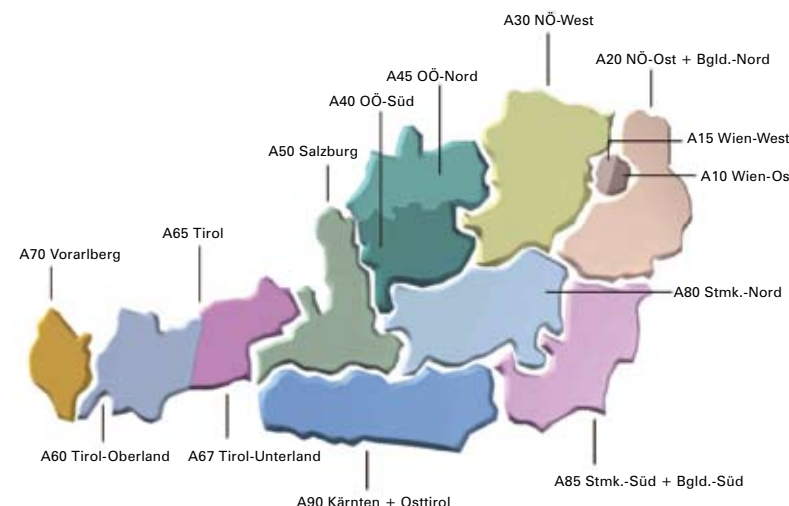 A30 NÖ-West
A20 NÖ-Ost + Bgld.-Nord
A45 OÖ-Nord
A40 OÖ-Süd
A15 Wien-West
A50 Salzburg
A10 Wien-Os
A65 Tirol
A70 Vorarlberg
A80 Stmk.-Nord
A60 Tirol-Oberland
A67 Tirol-Unterland
A85 Stmk.-Süd + Bgld.-Süd
A90 Kärnten + Osttirol